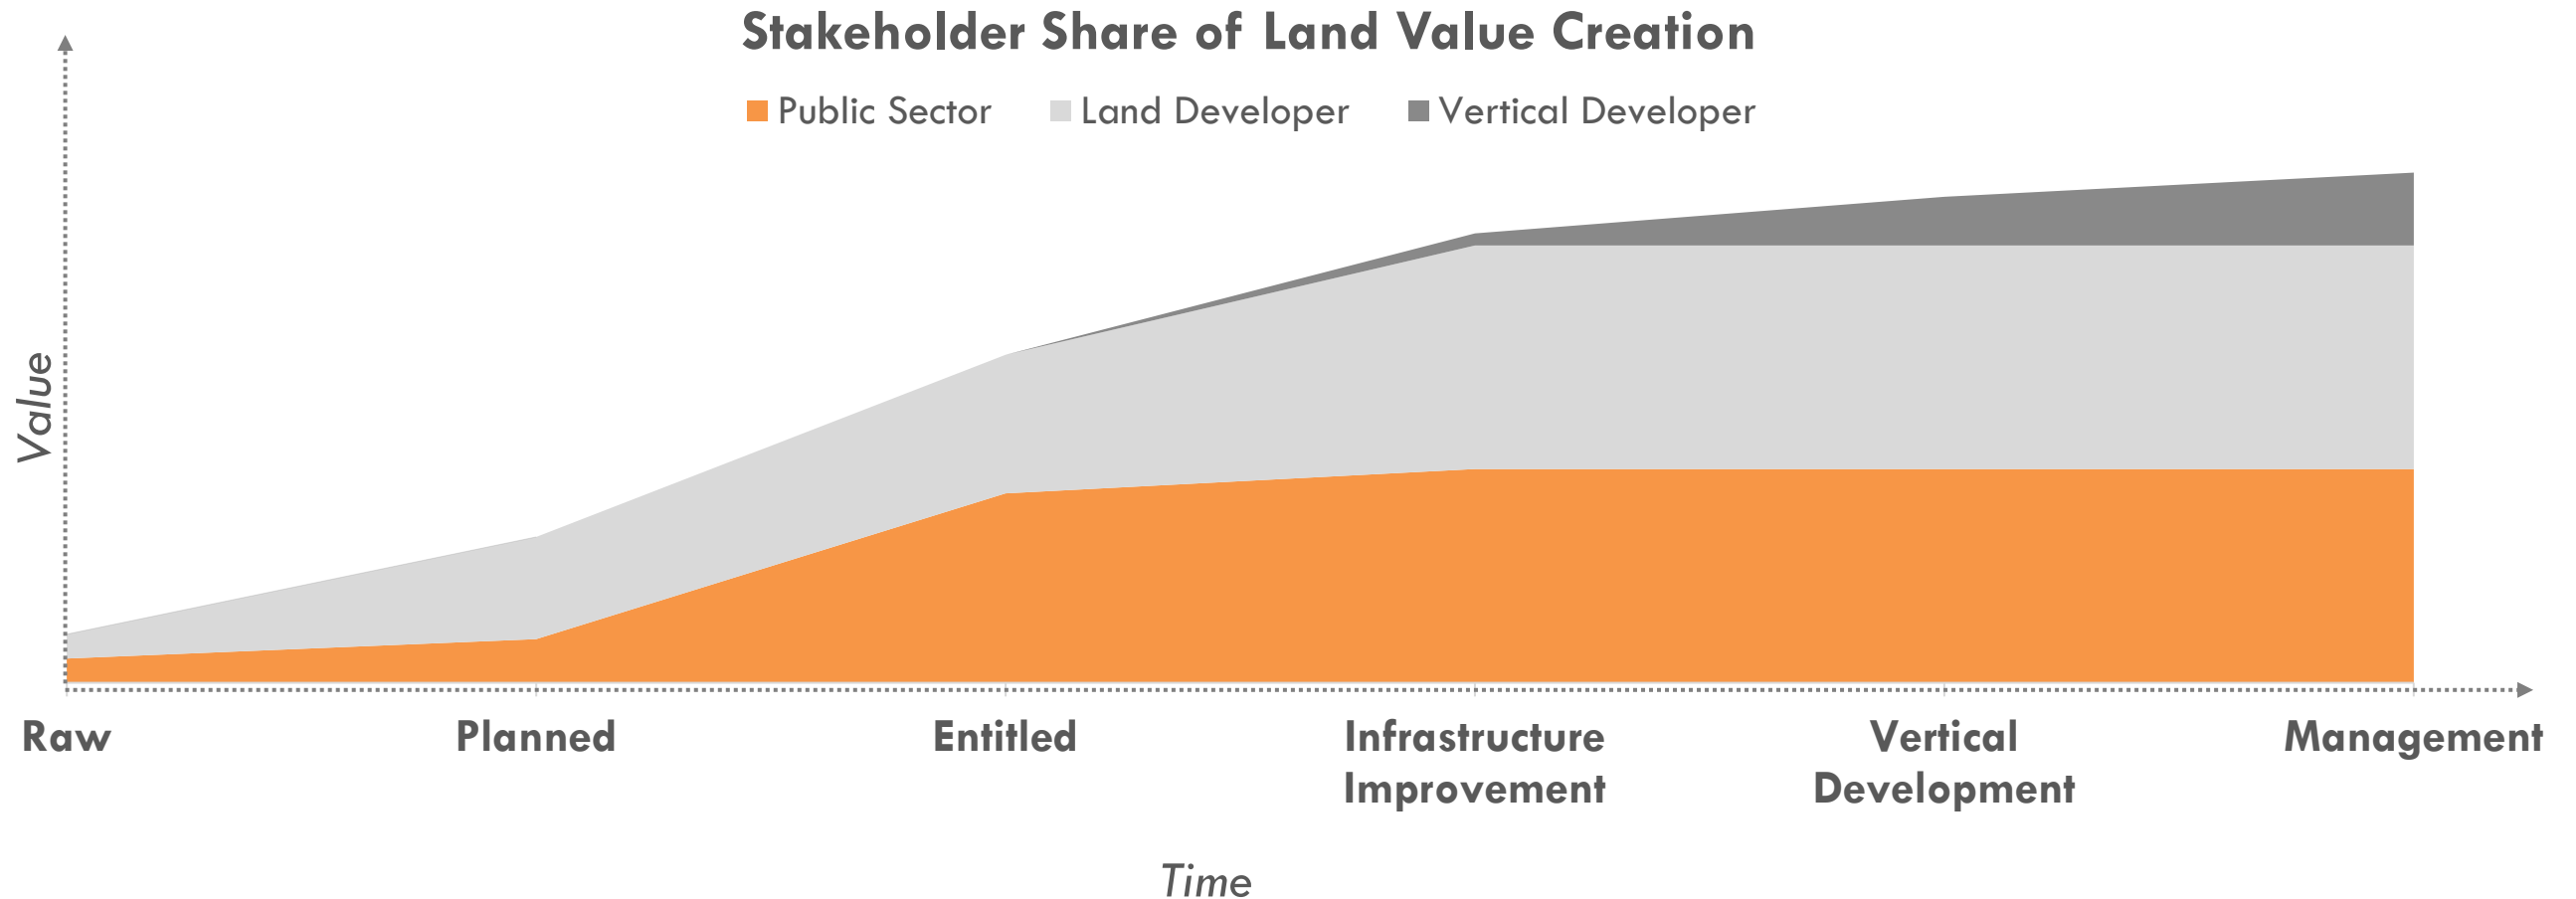 Stakeholder Share of Land Value Creation
Public Sector Land Developer Vertical Developer
Value
Raw Planned Entitled Infrastructure Vertical Management
Improvement Development
Time